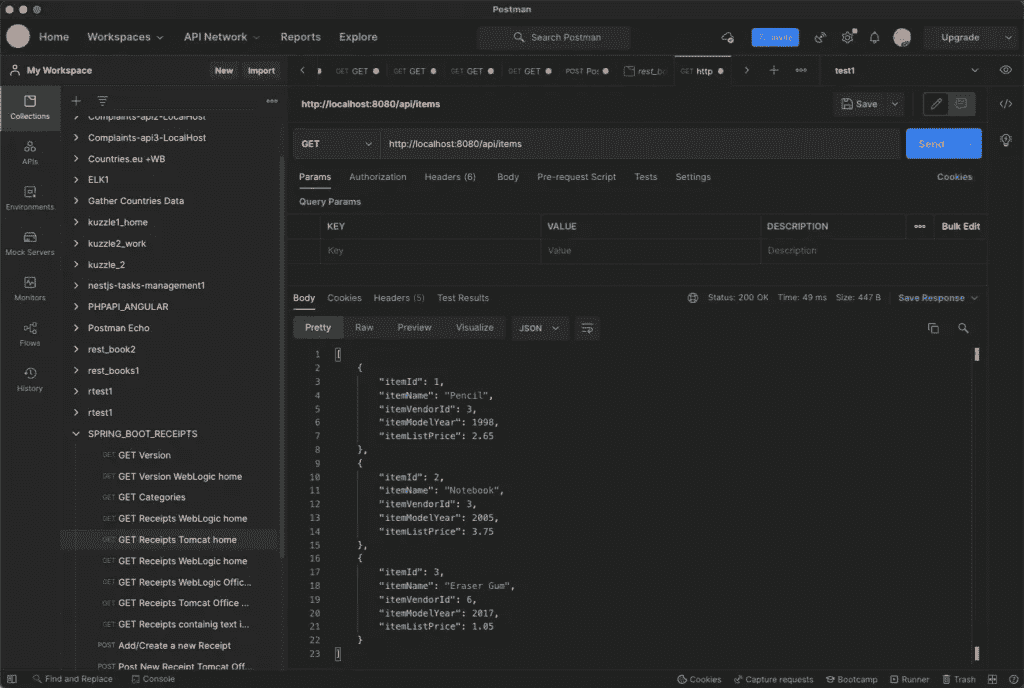 Postman
Home Workspaces API Network Reports Explore Search Postman Invite Upgrade
My Workspace New Import GET GET GET GET GET GET GET GET POST Pos rest_b GET http test1
Collections
APIs
Environments
Mock Servers
Monitors
Flows
History
Complaints-api2-LocalHost
Complaints-api3-LocalHost
Countries.eu +WB
ELK1
Gather Countries Data
kuzzle1_home
kuzzle2_work
kuzzle_2
nestjs-tasks-management1
PHPAPI_ANGULAR
Postman Echo
rest_book2
rest_books1
rtest1
rtest1
SPRING_BOOT_RECEIPTS
GET GET Version
GET GET Version WebLogic home
GET GET Categories
GET GET Receipts WebLogic home
GET GET Receipts Tomcat home
GET GET Receipts WebLogic home
GET GET Receipts WebLogic Offic...
GET GET Receipts Tomcat Office ...
GET GET Receipts containig text i...
POST Add/Create a new Receipt
POST Post New Receipt Tomcat Off...
http://localhost:8080/api/items Save
GET http://localhost:8080/api/items Send
Params Authorization Headers (6) Body Pre-request Script Tests Settings Cookies
Query Params
KEY VALUE DESCRIPTION Bulk Edit
Key Value Description
Body Cookies Headers (5) Test Results Status: 200 OK Time: 49 ms Size: 447 B Save Response
Pretty Raw Preview Visualize JSON
1 [
2 {
3 "itemId": 1,
4 "itemName": "Pencil",
5 "itemVendorId": 3,
6 "itemModelYear": 1998,
7 "itemListPrice": 2.65
8 },
9 {
10 "itemId": 2,
11 "itemName": "Notebook",
12 "itemVendorId": 3,
13 "itemModelYear": 2005,
14 "itemListPrice": 3.75
15 },
16 {
17 "itemId": 3,
18 "itemName": "Eraser Gum",
19 "itemVendorId": 6,
20 "itemModelYear": 2017,
21 "itemListPrice": 1.05
22 }
23 ]
Find and Replace Console Cookies Capture requests Bootcamp Runner Trash